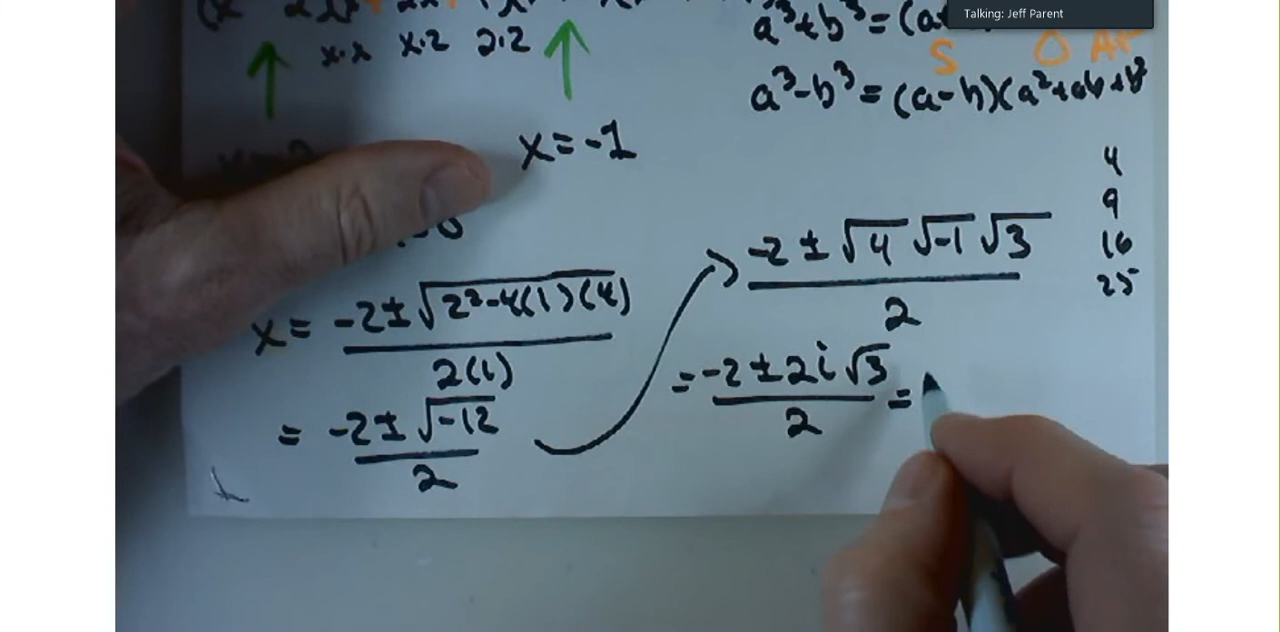 Talking: Jeff Parent
a³+b³=(a+
S O AP
x·x x·2 2·2
a³-b³=(a-b)(a²+ab+b²
x=-1
4
9
16
25
-2±√4 √-1 √3
2
x= -2±√2²-4(1)(4)
2(1)
= -2±2i√3 =
2
= -2±√-12
2